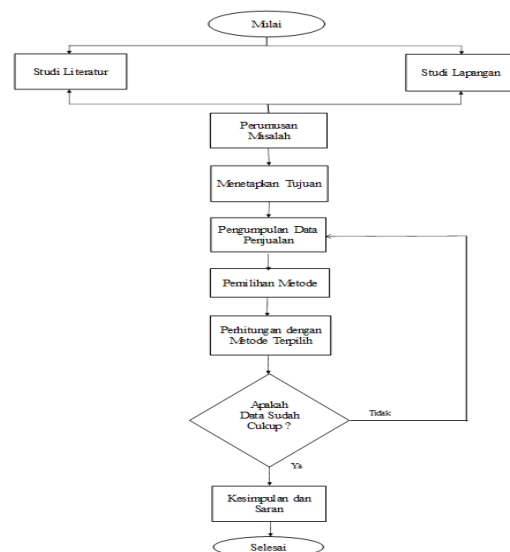 Mulai
Studi Literatur
Studi Lapangan
Perumusan
Masalah
Menetapkan Tujuan
Pengumpulan Data
Penjualan
Pemilihan Metode
Perhitungan dengan
Metode Terpilih
Apakah
Data Sudah
Cukup ?
Tidak
Ya
Kesimpulan dan
Saran
Selesai